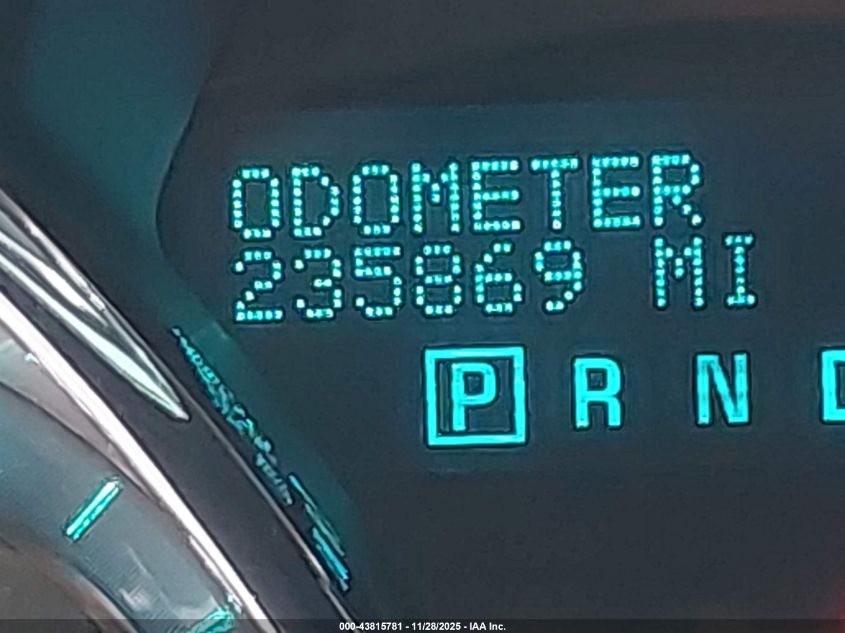 ODOMETER
235869 MI
P R N D
000-43815781 - 11/28/2025 - IAA Inc.